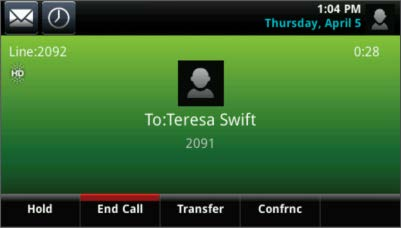 1:04 PM
Thursday, April 5
Line:2092 0:28
HD
To:Teresa Swift
2091
Hold End Call Transfer Confrnc